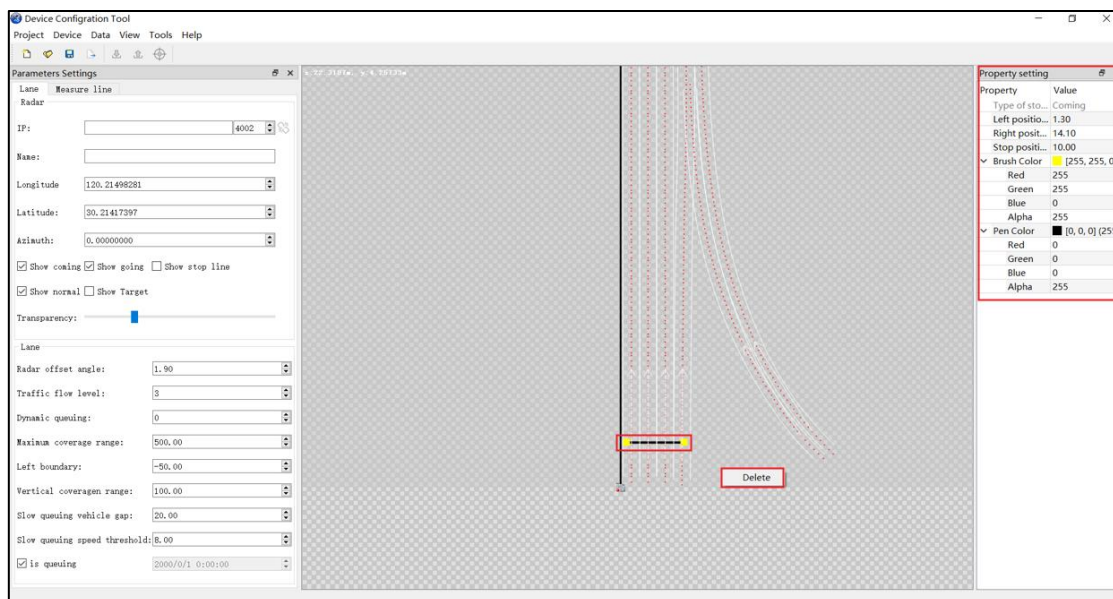 Device Configration Tool
Project Device Data View Tools Help
Parameters Settings
Lane Measure line
Radar
IP: 4002
Name:
Longitude 120.21498281
Latitude: 30.21417397
Azimuth: 0.00000000
Show coming Show going Show stop line
Show normal Show Target
Transparency:
Lane
Radar offset angle: 1.90
Traffic flow level: 3
Dynamic queuing: 0
Maximum coverage range: 500.00
Left boundary: -50.00
Vertical coveragen range: 100.00
Slow queuing vehicle gap: 20.00
Slow queuing speed threshold: 8.00
is queuing 2000/0/1 0:00:00
Delete
Property setting
Property Value
Type of sto... Coming
Left positio... 1.30
Right posit... 14.10
Stop positi... 10.00
Brush Color [255, 255, 0
Red 255
Green 255
Blue 0
Alpha 255
Pen Color [0, 0, 0] (255
Red 0
Green 0
Blue 0
Alpha 255